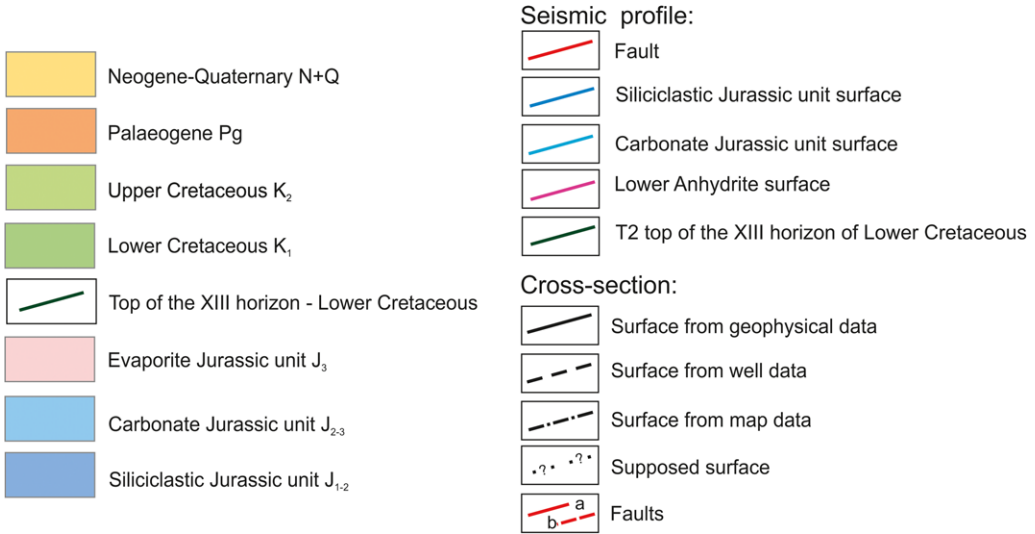 Neogene-Quaternary N+Q
Palaeogene Pg
Upper Cretaceous K₂
Lower Cretaceous K₁
Top of the XIII horizon - Lower Cretaceous
Evaporite Jurassic unit J₃
Carbonate Jurassic unit J₂₋₃
Siliciclastic Jurassic unit J₁₋₂
Seismic profile:
Fault
Siliciclastic Jurassic unit surface
Carbonate Jurassic unit surface
Lower Anhydrite surface
T2 top of the XIII horizon of Lower Cretaceous
Cross-section:
Surface from geophysical data
Surface from well data
Surface from map data
? ?
Supposed surface
a
b
Faults